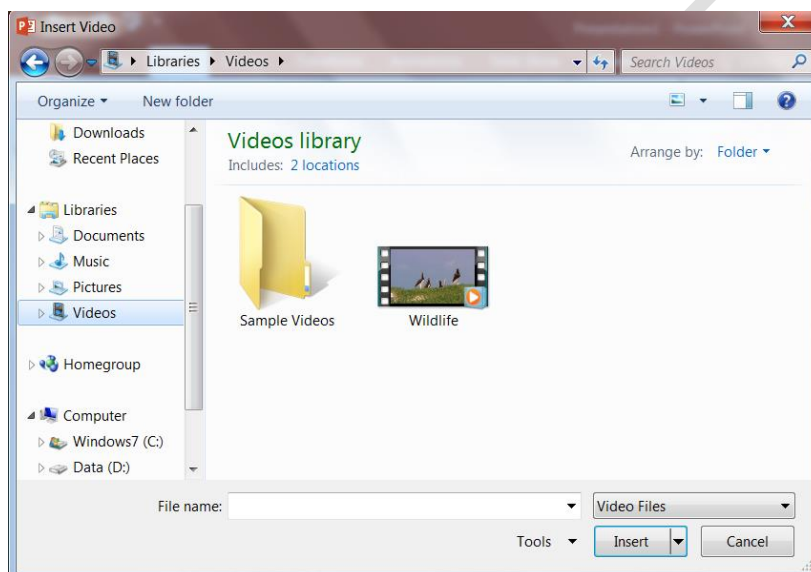 Insert Video
Libraries Videos
Search Videos
Organize New folder
Downloads
Recent Places
Libraries
Documents
Music
Pictures
Videos
Homegroup
Computer
Windows7 (C:)
Data (D:)
Videos library
Includes: 2 locations
Arrange by: Folder
Sample Videos
Wildlife
File name:
Video Files
Tools
Insert
Cancel